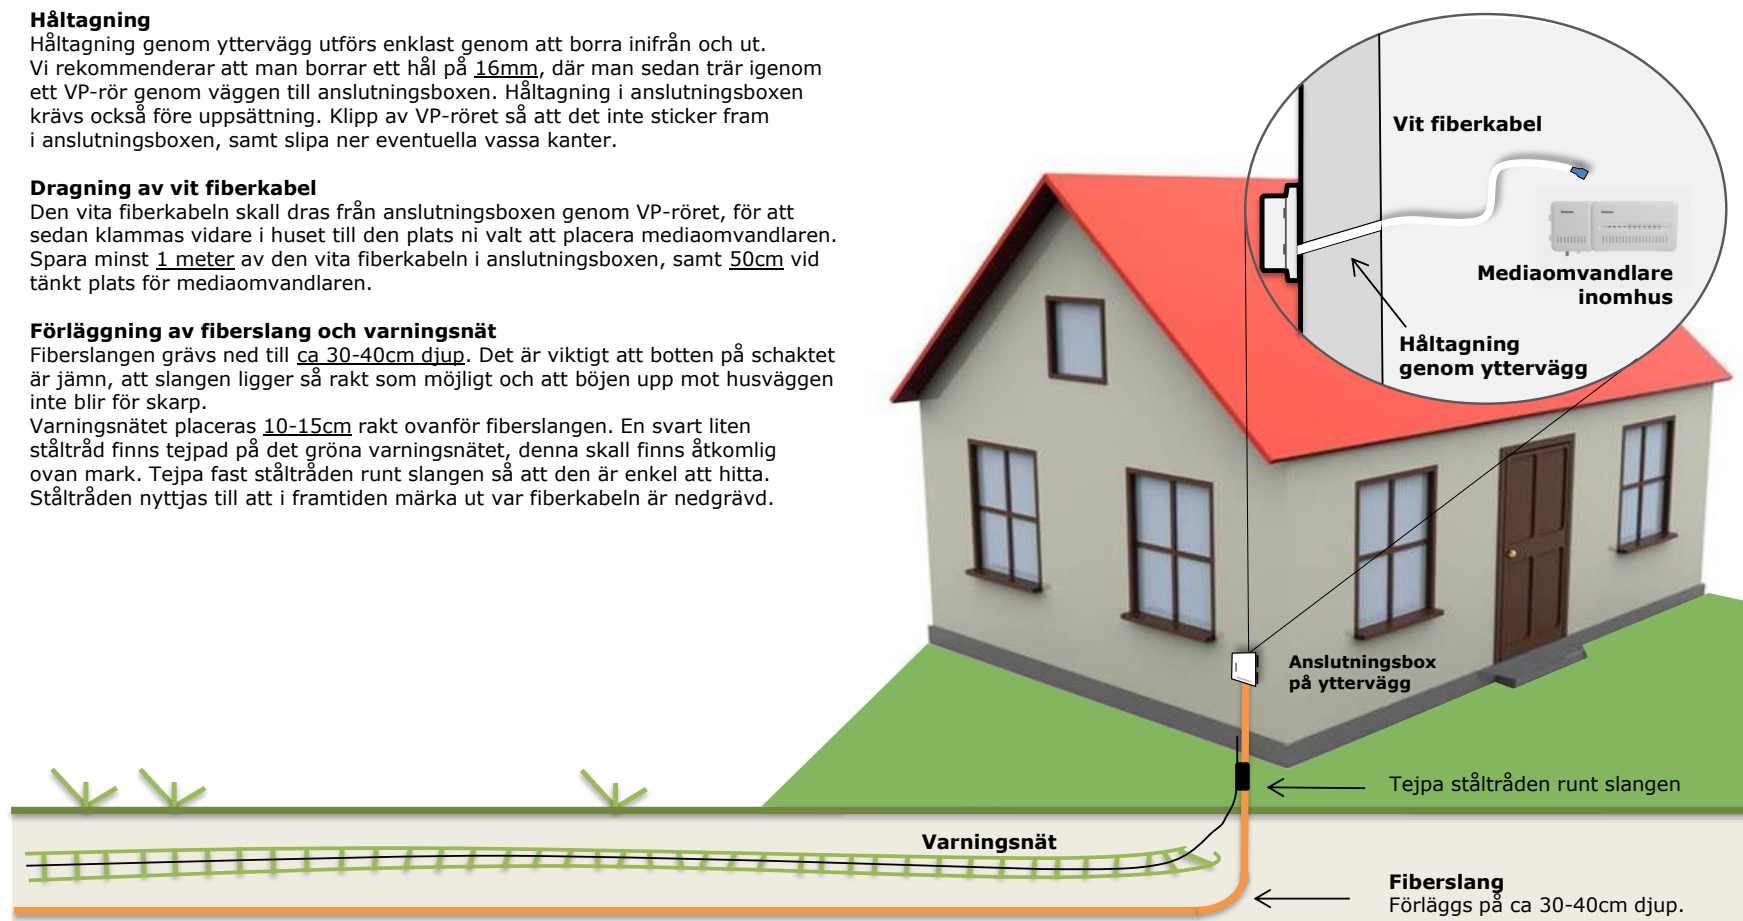 Håltagning
Håltagning genom yttervägg utförs enklast genom att borra inifrån och ut.
Vi rekommenderar att man borrar ett hål på 16mm, där man sedan trär igenom
ett VP-rör genom väggen till anslutningsboxen. Håltagning i anslutningsboxen
krävs också före uppsättning. Klipp av VP-röret så att det inte sticker fram
i anslutningsboxen, samt slipa ner eventuella vassa kanter.
Dragning av vit fiberkabel
Den vita fiberkabeln skall dras från anslutningsboxen genom VP-röret, för att
sedan klammas vidare i huset till den plats ni valt att placera mediaomvandlaren.
Spara minst 1 meter av den vita fiberkabeln i anslutningsboxen, samt 50cm vid
tänkt plats för mediaomvandlaren.
Förläggning av fiberslang och varningsnät
Fiberslangen grävs ned till ca 30-40cm djup. Det är viktigt att botten på schaktet
är jämn, att slangen ligger så rakt som möjligt och att böjen upp mot husväggen
inte blir för skarp.
Varningsnätet placeras 10-15cm rakt ovanför fiberslangen. En svart liten
ståltråd finns tejpad på det gröna varningsnätet, denna skall finns åtkomlig
ovan mark. Tejpa fast ståltråden runt slangen så att den är enkel att hitta.
Ståltråden nyttjas till att i framtiden märka ut var fiberkabeln är nedgrävd.
Vit fiberkabel
Mediaomvandlare
inomhus
Håltagning
genom yttervägg
Anslutningsbox
på yttervägg
Tejpa ståltråden runt slangen
Varningsnät
Fiberslang
Förläggs på ca 30-40cm djup.